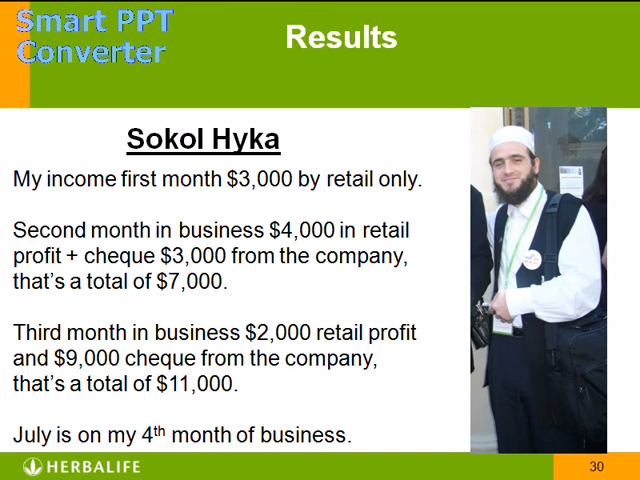 Smart PPT
Converter
Results
Sokol Hyka
My income first month $3,000 by retail only.
Second month in business $4,000 in retail
profit + cheque $3,000 from the company,
that's a total of $7,000.
Third month in business $2,000 retail profit
and $9,000 cheque from the company,
that's a total of $11,000.
July is on my 4th month of business.
HERBALIFE
30